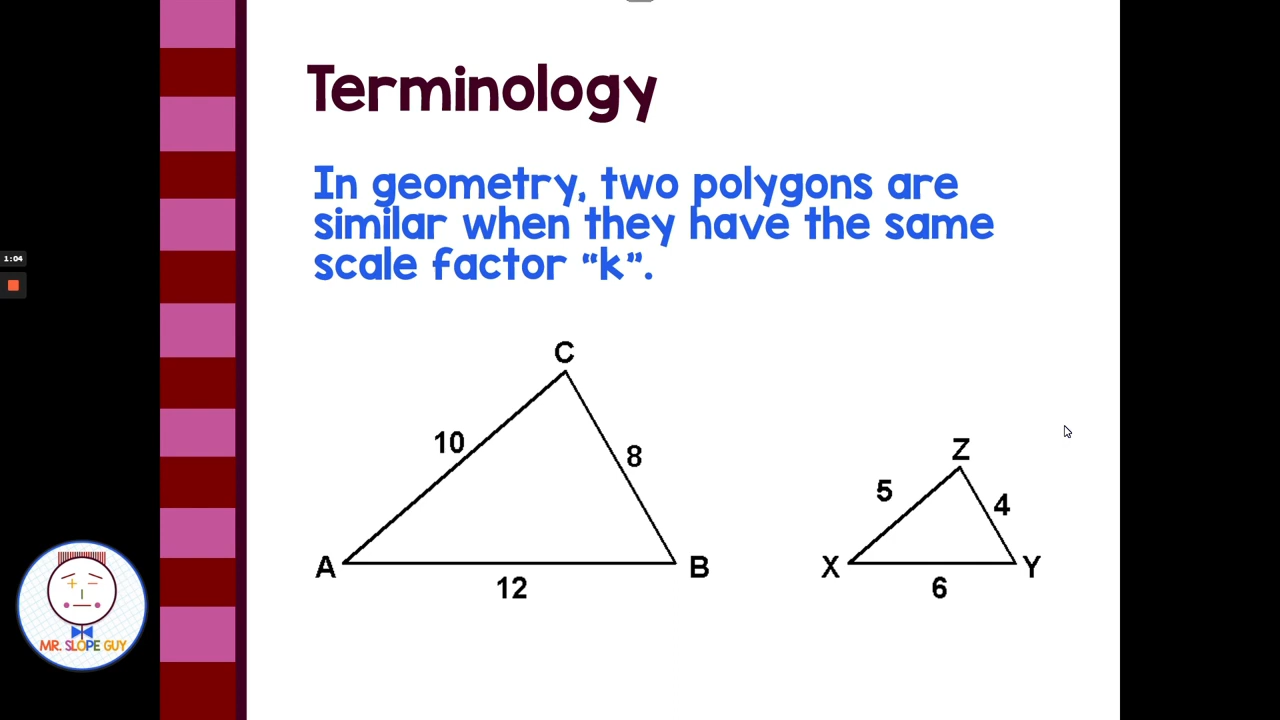 Terminology
In geometry, two polygons are
similar when they have the same
scale factor “k”.
1:04
C
10
8
A
B
12
Z
5
4
X
Y
6
MR. SLOPE GUY